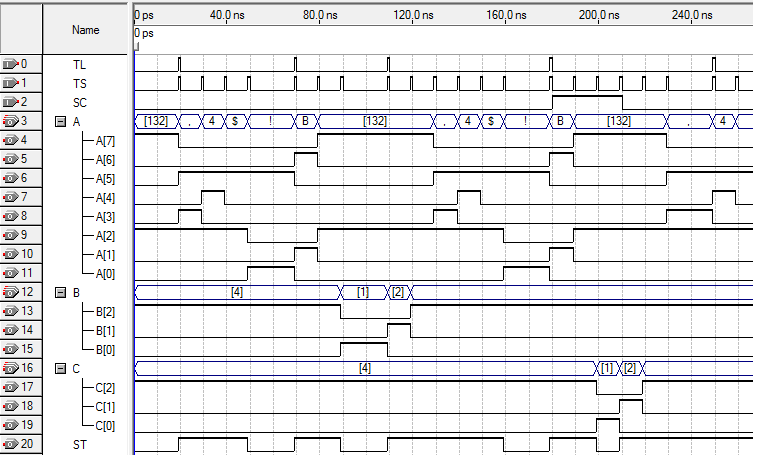 Name
0 ps 40.0 ns 80.0 ns 120.0 ns 160.0 ns 200.0 ns 240.0 ns
0 ps
0 TL
1 TS
2 SC
3 A [132] , 4 $ ! B [132] , 4 $ ! B [132] , 4
4 A[7]
5 A[6]
6 A[5]
7 A[4]
8 A[3]
9 A[2]
10 A[1]
11 A[0]
12 B [4] [1] [2]
13 B[2]
14 B[1]
15 B[0]
16 C [4] [1] [2]
17 C[2]
18 C[1]
19 C[0]
20 ST